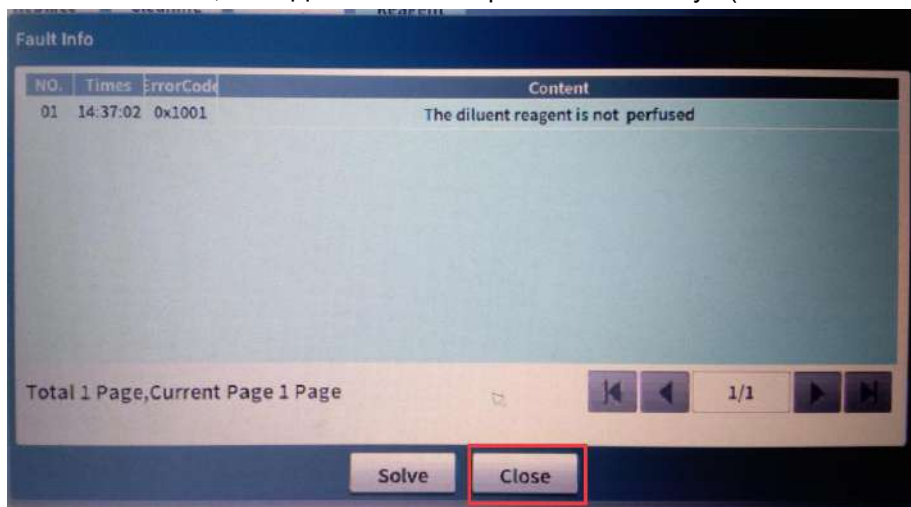 Reagent
Fault Info
NO. Times ErrorCode Content
01 14:37:02 0x1001 The diluent reagent is not perfused
Total 1 Page,Current Page 1 Page
1/1
Solve Close